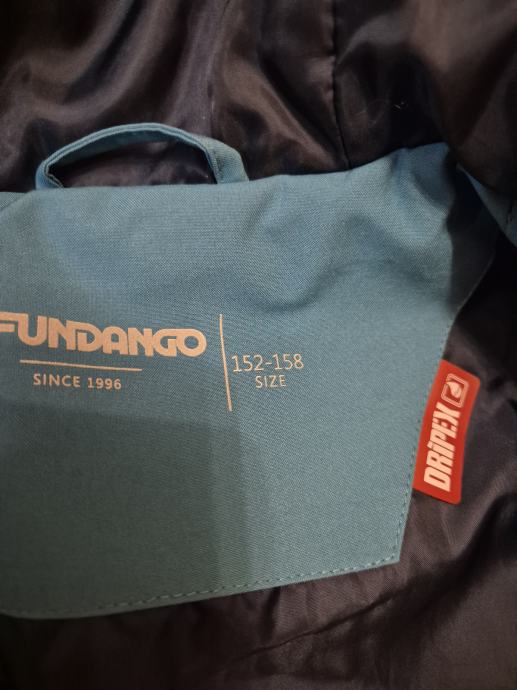 FUNDANGO
SINCE 1996
152-158
SIZE
DRiPEX